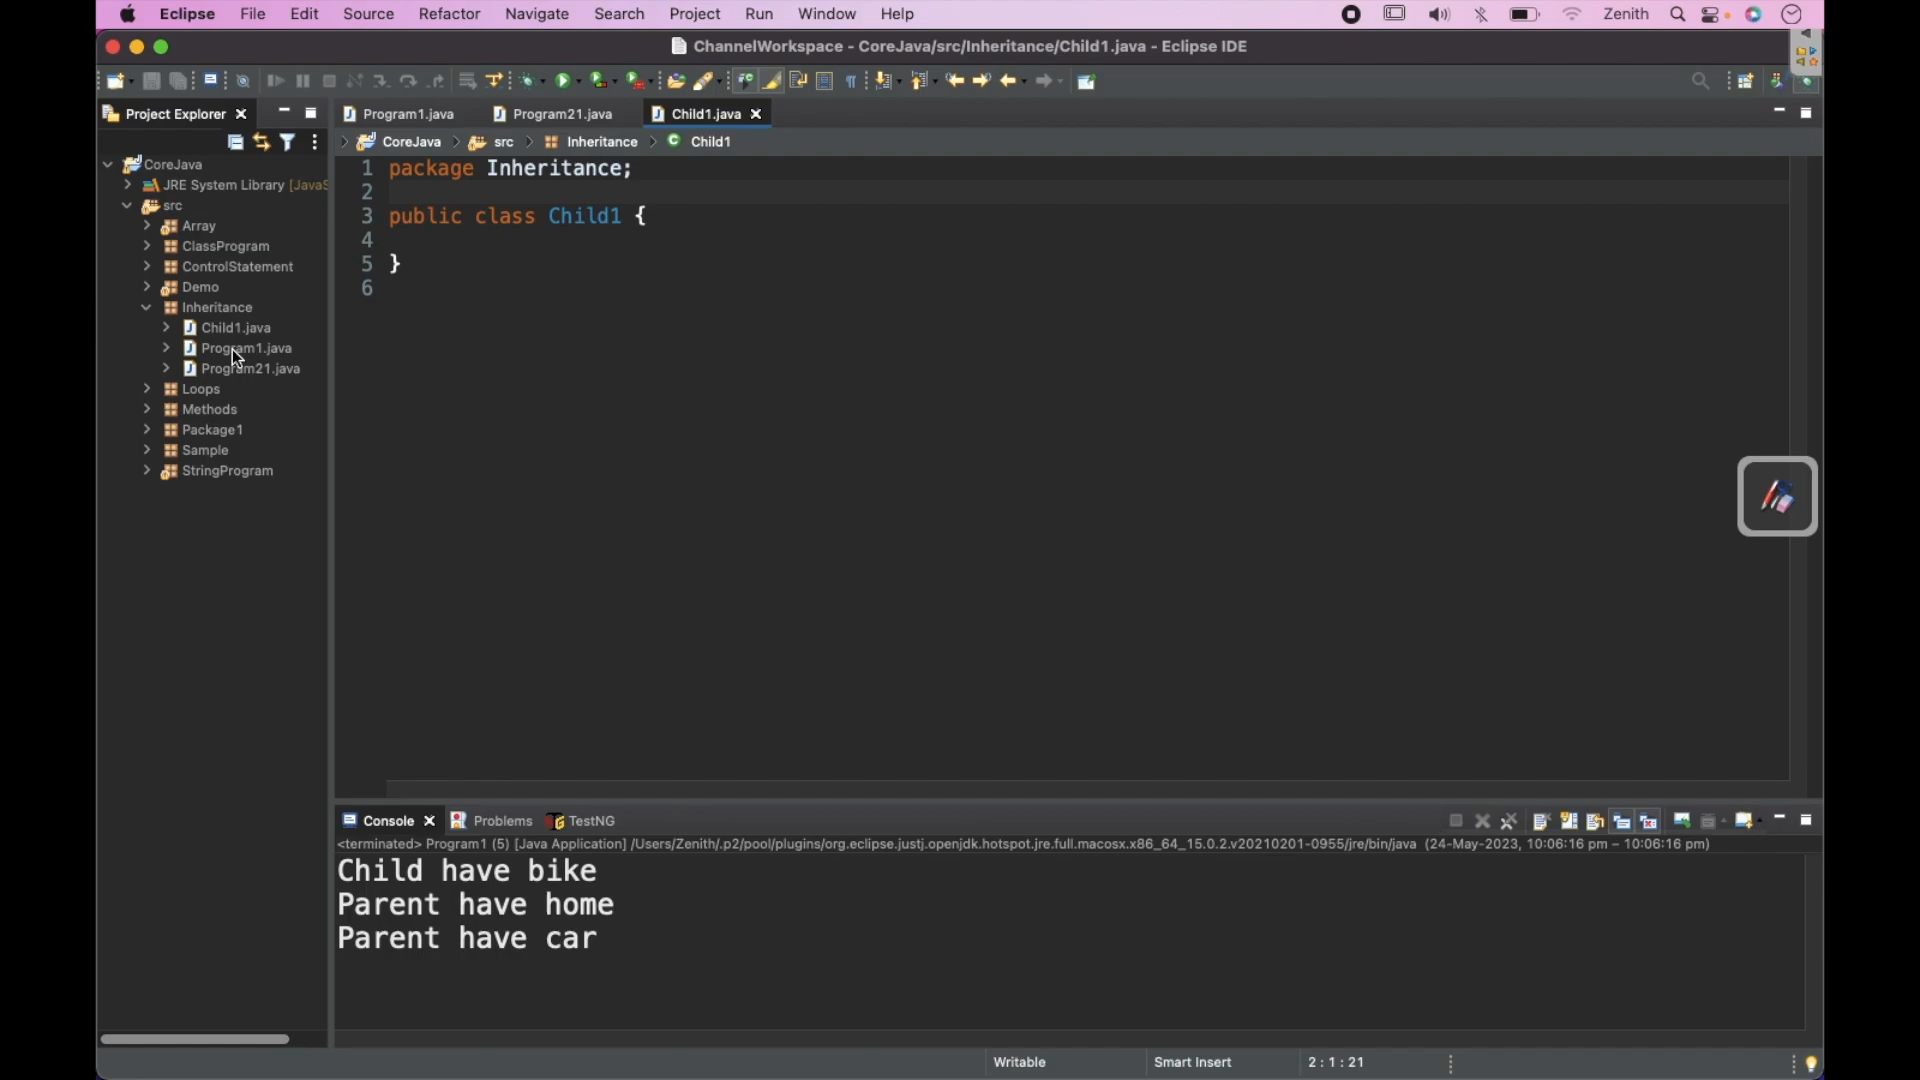 Eclipse File Edit Source Refactor Navigate Search Project Run Window Help Zenith
ChannelWorkspace - CoreJava/src/Inheritance/Child1.java - Eclipse IDE
Project Explorer
Program1.java Program21.java Child1.java
CoreJava src Inheritance Child1
CoreJava
JRE System Library [JavaS
src
Array
ClassProgram
ControlStatement
Demo
Inheritance
Child1.java
Program1.java
Program21.java
Loops
Methods
Package1
Sample
StringProgram
1 package Inheritance;
2
3 public class Child1 {
4
5 }
6
Console Problems TestNG
<terminated> Program1 (5) [Java Application] /Users/Zenith/.p2/pool/plugins/org.eclipse.justj.openjdk.hotspot.jre.full.macosx.x86_64_15.0.2.v20210201-0955/jre/bin/java (24-May-2023, 10:06:16 pm – 10:06:16 pm)
Child have bike
Parent have home
Parent have car
Writable Smart Insert 2 : 1 : 21